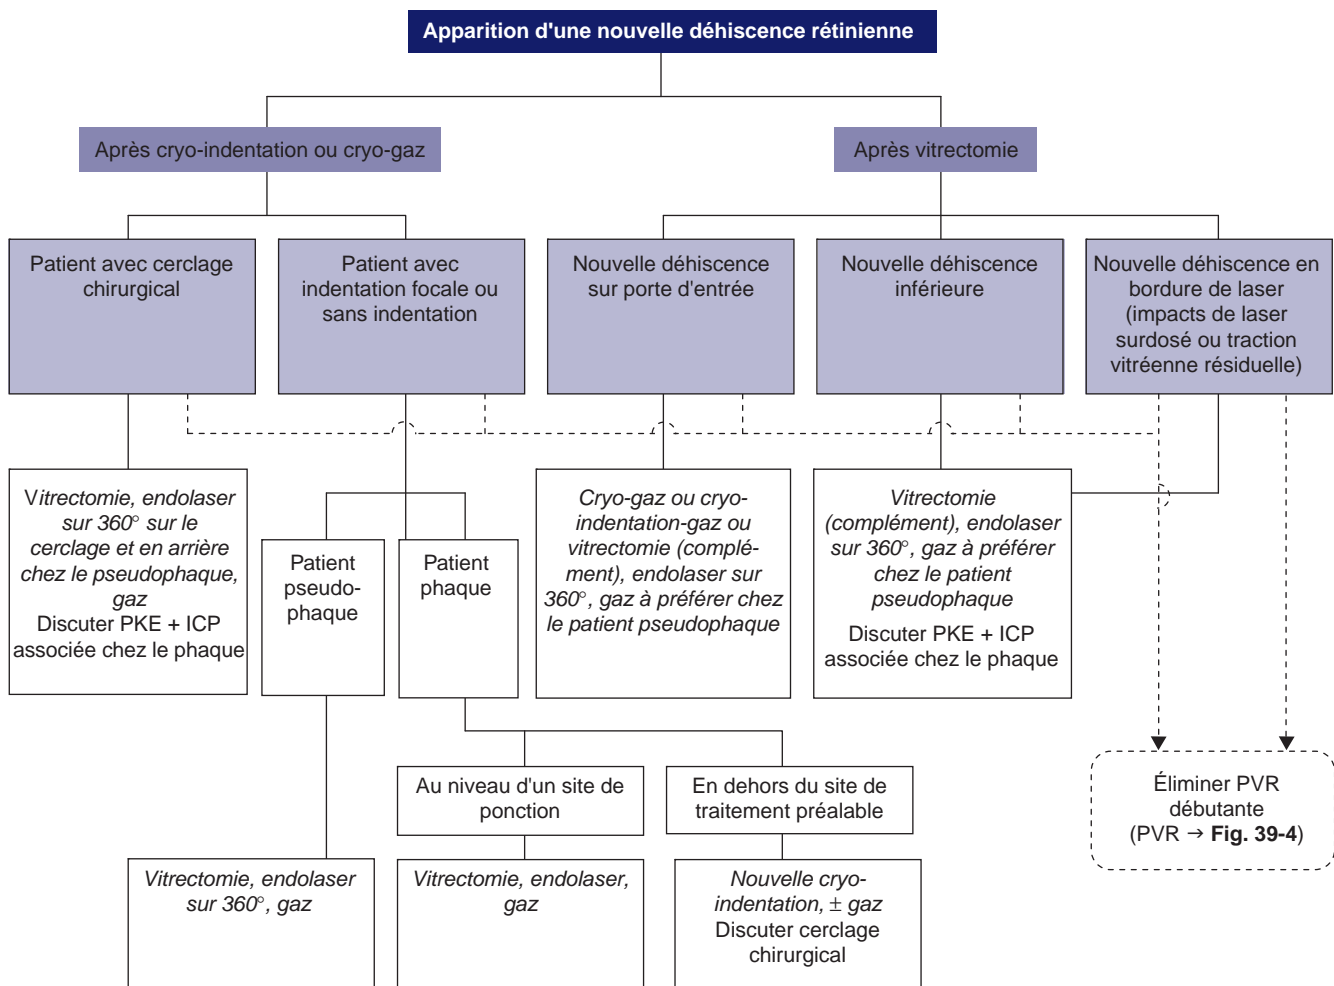 Apparition d'une nouvelle déhiscence rétinienne
Après cryo-indentation ou cryo-gaz
Après vitrectomie
Patient avec cerclage
chirurgical
Patient avec
indentation focale ou
sans indentation
Nouvelle déhiscence
sur porte d'entrée
Nouvelle déhiscence
inférieure
Nouvelle déhiscence en
bordure de laser
(impacts de laser
surdosé ou traction
vitréenne résiduelle)
Vitrectomie, endolaser
sur 360° sur le
cerclage et en arrière
chez le pseudophaque,
gaz
Discuter PKE + ICP
associée chez le phaque
Patient
pseudo-
phaque
Patient
phaque
Cryo-gaz ou cryo-
indentation-gaz ou
vitrectomie (complé-
ment), endolaser sur
360°, gaz à préférer chez
le patient pseudophaque
Vitrectomie
(complément), endolaser
sur 360°, gaz à préférer
chez le patient
pseudophaque
Discuter PKE + ICP
associée chez le phaque
Au niveau d'un site de
ponction
En dehors du site de
traitement préalable
Éliminer PVR
débutante
(PVR → Fig. 39-4)
Vitrectomie, endolaser
sur 360°, gaz
Vitrectomie, endolaser,
gaz
Nouvelle cryo-
indentation, ± gaz
Discuter cerclage
chirurgical